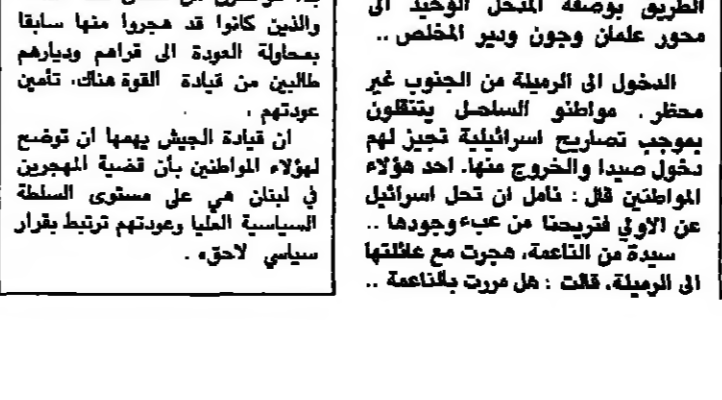 الطريق بوصفه المدخل الوحيد الى
محور علمان وجون ودير المخلص ..
الدخول الى الرميلة من الجنوب غير
محظر . مواطنو الساحل يتنقلون
بموجب تصاريح اسرائيلية تجيز لهم
دخول صيدا والخروج منها. احد هؤلاء
المواطنين قال : نامل ان تحل اسرائيل
عن الاولي فتريحنا من عبء وجودها ..
سيدة من الناعمة، هجرت مع عائلتها
الى الرميلة، قالت : هل مررت بالناعمة ..
والذين كانوا قد هجروا منها سابقا
بمحاولة العودة الى قراهم وديارهم
طالبين من قيادة القوة هناك، تأمين
عودتهم .
ان قيادة الجيش يهمها ان توضح
لهؤلاء المواطنين بأن قضية المهجرين
في لبنان هي على مستوى السلطة
السياسية العليا وعودتهم ترتبط بقرار
سياسي لاحق» .